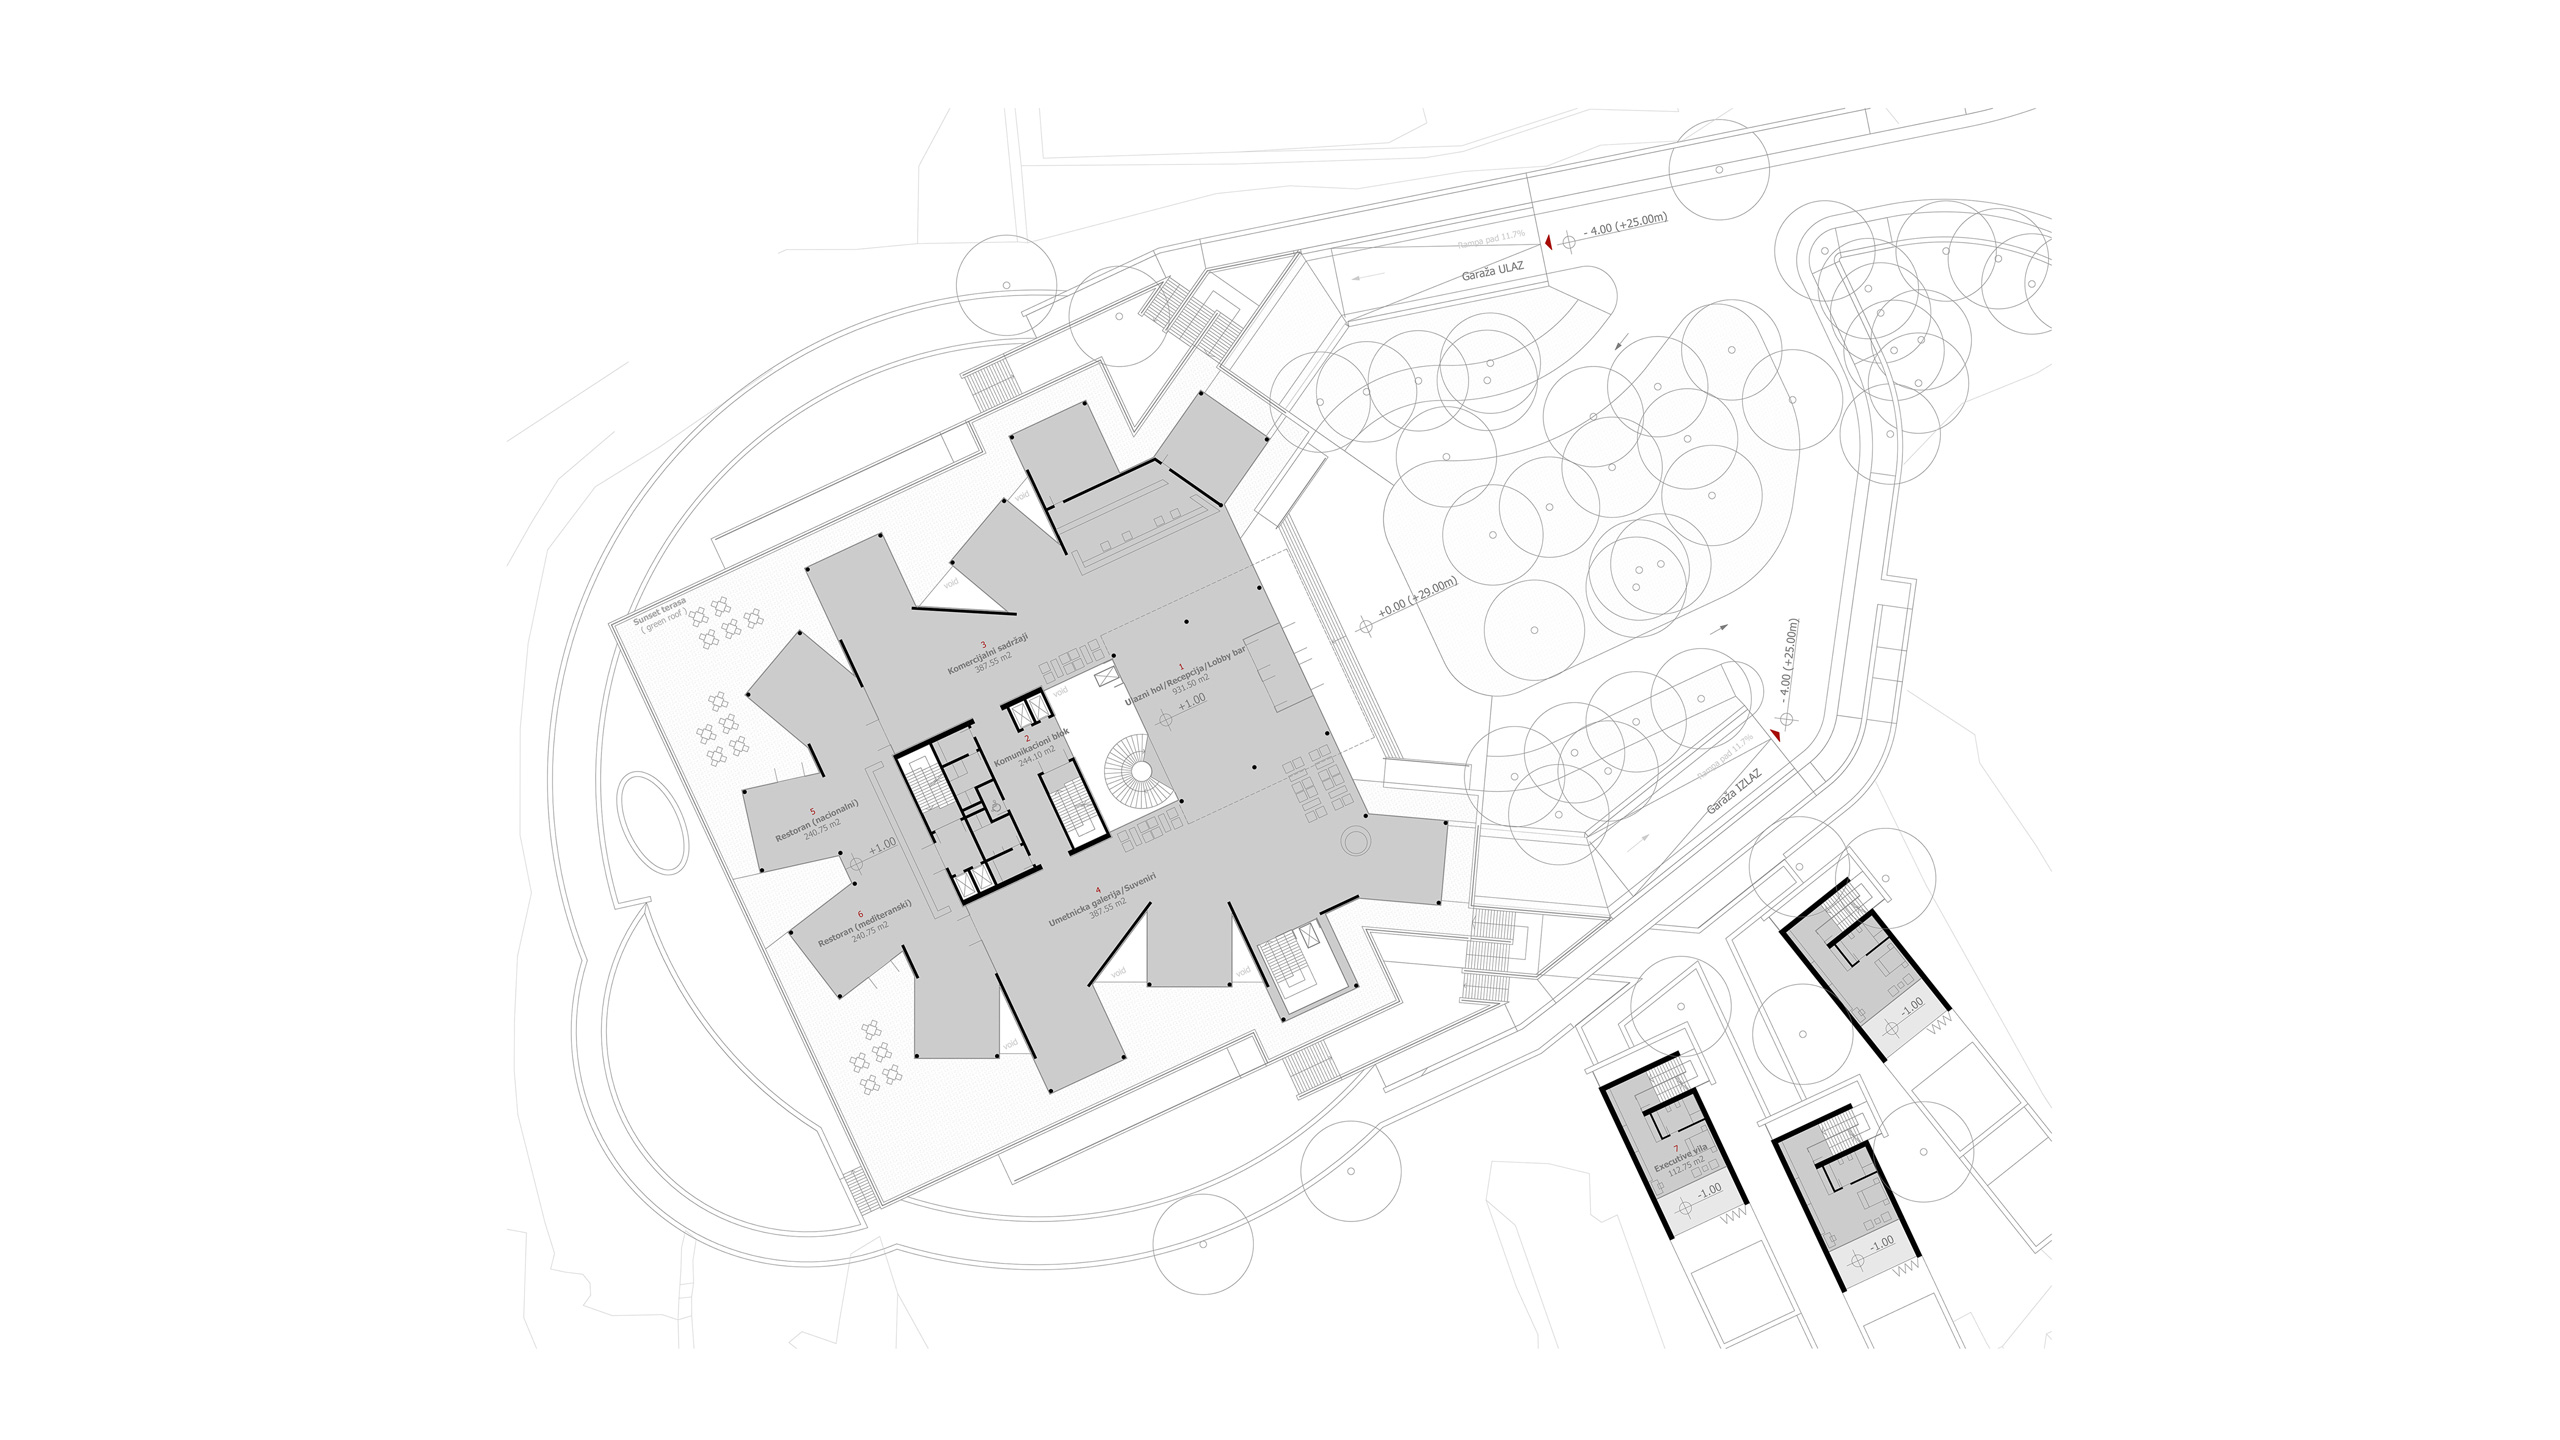 - 4.00 (+25.00m)
Rampa pad 11.7%
Garaža ULAZ
void
void
+0.00 (+29.00m)
Sunset terasa
( green roof )
3
Komercijalni sadržaji
387.55 m2
1
Ulazni hol/Recepcija/Lobby bar
931.50 m2
+1.00
void
2
Komunikacioni blok
244.10 m2
- 4.00 (+25.00m)
Rampa pad 11.7%
Garaža IZLAZ
5
Restoran (nacionalni)
240.75 m2
+1.00
6
Restoran (mediteranski)
240.75 m2
4
Umetnicka galerija/Suveniri
387.55 m2
void
void
void
-1.00
7
Executive vila
112.75 m2
-1.00
-1.00